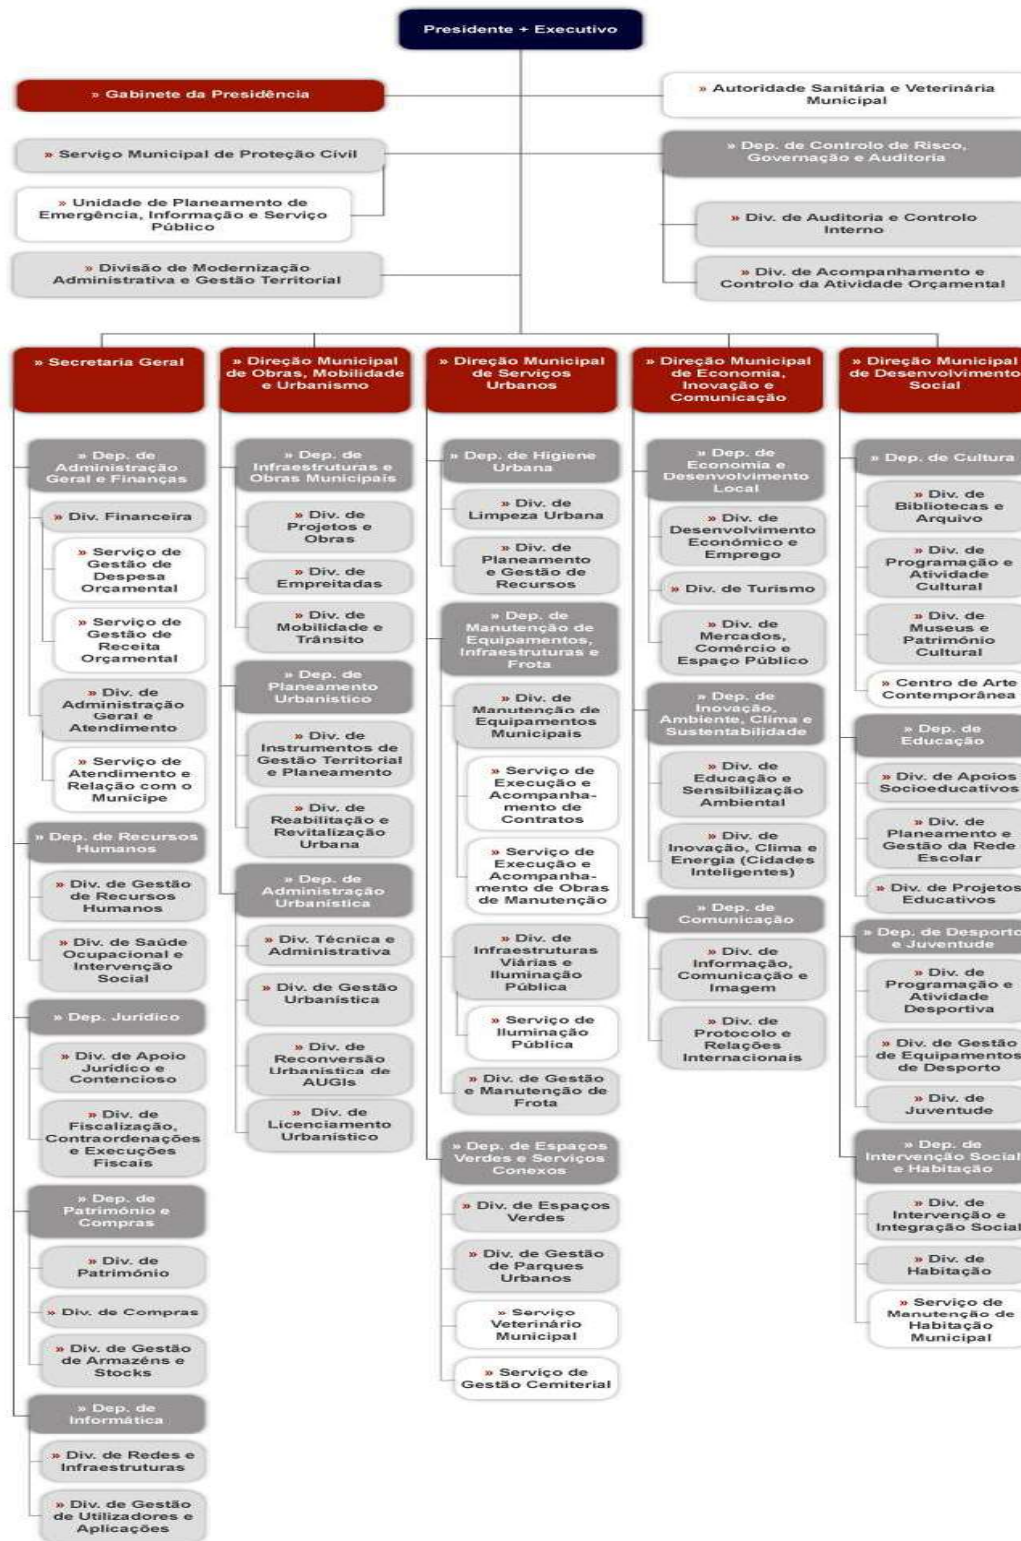 Presidente + Executivo
» Gabinete da Presidência
» Autoridade Sanitária e Veterinária
Municipal
» Serviço Municipal de Proteção Civil
» Dep. de Controlo de Risco,
Governação e Auditoria
» Unidade de Planeamento de
Emergência, Informação e Serviço
Público
» Div. de Auditoria e Controlo
Interno
» Divisão de Modernização
Administrativa e Gestão Territorial
» Div. de Acompanhamento e
Controlo da Atividade Orçamental
» Secretaria Geral
» Dep. de
Administração
Geral e Finanças
» Div. Financeira
» Serviço de
Gestão de
Despesa
Orçamental
» Serviço de
Gestão de
Receita
Orçamental
» Div. de
Administração
Geral e
Atendimento
» Serviço de
Atendimento e
Relação com o
Munícipe
» Dep. de Recursos
Humanos
» Div. de Gestão
de Recursos
Humanos
» Div. de Saúde
Ocupacional e
Intervenção
Social
» Dep. Jurídico
» Div. de Apoio
Jurídico e
Contencioso
» Div. de
Fiscalização,
Contraordenações
e Execuções
Fiscais
» Dep. de
Património e
Compras
» Div. de
Património
» Div. de Compras
» Div. de Gestão
de Armazéns e
Stocks
» Dep. de
Informática
» Div. de Redes e
Infraestruturas
» Div. de Gestão
de Utilizadores e
Aplicações
» Direção Municipal
de Obras, Mobilidade
e Urbanismo
» Dep. de
Infraestruturas e
Obras Municipais
» Div. de
Projetos e
Obras
» Div. de
Empreitadas
» Div. de
Mobilidade e
Trânsito
» Dep. de
Planeamento
Urbanístico
» Div. de
Instrumentos de
Gestão Territorial
e Planeamento
» Div. de
Reabilitação e
Revitalização
Urbana
» Dep. de
Administração
Urbanística
» Div. Técnica e
Administrativa
» Div. de Gestão
Urbanística
» Div. de
Reconversão
Urbanística de
AUGIs
» Div. de
Licenciamento
Urbanístico
» Direção Municipal
de Serviços
Urbanos
» Dep. de Higiene
Urbana
» Div. de
Limpeza Urbana
» Div. de
Planeamento
e Gestão de
Recursos
» Dep. de
Manutenção de
Equipamentos,
Infraestruturas e
Frota
» Div. de
Manutenção de
Equipamentos
Municipais
» Serviço de
Execução e
Acompanha-
mento de
Contratos
» Serviço de
Execução e
Acompanha-
mento de Obras
de Manutenção
» Div. de
Infraestruturas
Viárias e
Iluminação
Pública
» Serviço de
Iluminação
Pública
» Div. de Gestão
e Manutenção de
Frota
» Dep. de Espaços
Verdes e Serviços
Conexos
» Div. de Espaços
Verdes
» Div. de Gestão
de Parques
Urbanos
» Serviço
Veterinário
Municipal
» Serviço de
Gestão Cemiterial
» Direção Municipal
de Economia,
Inovação e
Comunicação
» Dep. de
Economia e
Desenvolvimento
Local
» Div. de
Desenvolvimento
Económico e
Emprego
» Div. de Turismo
» Div. de
Mercados,
Comércio e
Espaço Público
» Dep. de
Inovação,
Ambiente, Clima e
Sustentabilidade
» Div. de
Educação e
Sensibilização
Ambiental
» Div. de
Inovação, Clima e
Energia (Cidades
Inteligentes)
» Dep. de
Comunicação
» Div. de
Informação,
Comunicação e
Imagem
» Div. de
Protocolo e
Relações
Internacionais
» Direção Municipal
de Desenvolvimento
Social
» Dep. de Cultura
» Div. de
Bibliotecas e
Arquivo
» Div. de
Programação e
Atividade
Cultural
» Div. de
Museus e
Património
Cultural
» Centro de Arte
Contemporânea
» Dep. de
Educação
» Div. de Apoios
Socioeducativos
» Div. de
Planeamento e
Gestão da Rede
Escolar
» Div. de Projetos
Educativos
» Dep. de Desporto
e Juventude
» Div. de
Programação e
Atividade
Desportiva
» Div. de Gestão
de Equipamentos
de Desporto
» Div. de
Juventude
» Dep. de
Intervenção Social
e Habitação
» Div. de
Intervenção e
Integração Social
» Div. de
Habitação
» Serviço de
Manutenção de
Habitação
Municipal